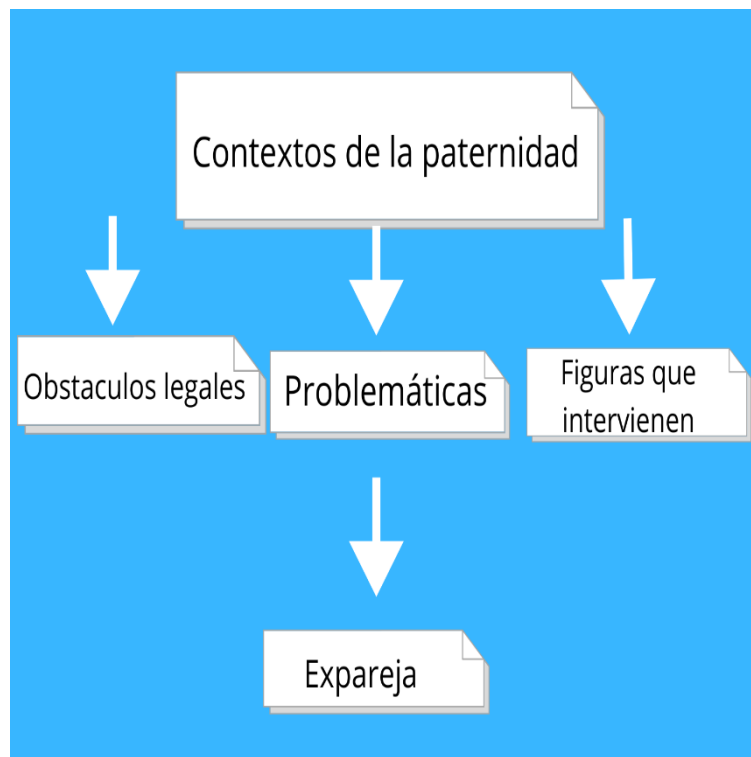 Contextos de la paternidad
Obstaculos legales
Problemáticas
Figuras que
intervienen
Expareja